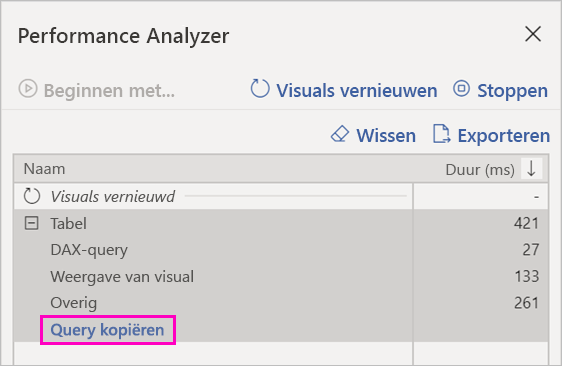 Performance Analyzer
Beginnen met... Visuals vernieuwen Stoppen
Wissen Exporteren
Naam Duur (ms) ↓
Visuals vernieuwd -
Tabel 421
DAX-query 27
Weergave van visual 133
Overig 261
Query kopiëren